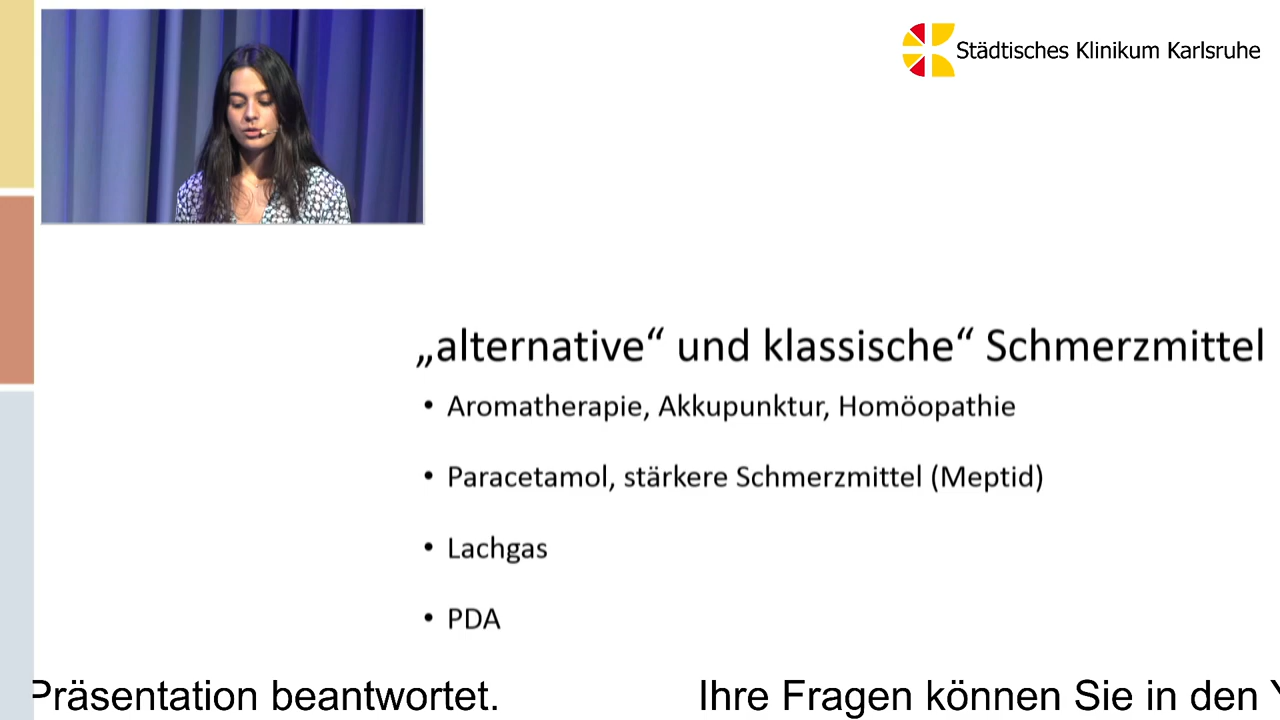 Städtisches Klinikum Karlsruhe
„alternative“ und klassische“ Schmerzmittel
• Aromatherapie, Akkupunktur, Homöopathie
• Paracetamol, stärkere Schmerzmittel (Meptid)
• Lachgas
• PDA
Präsentation beantwortet. Ihre Fragen können Sie in den